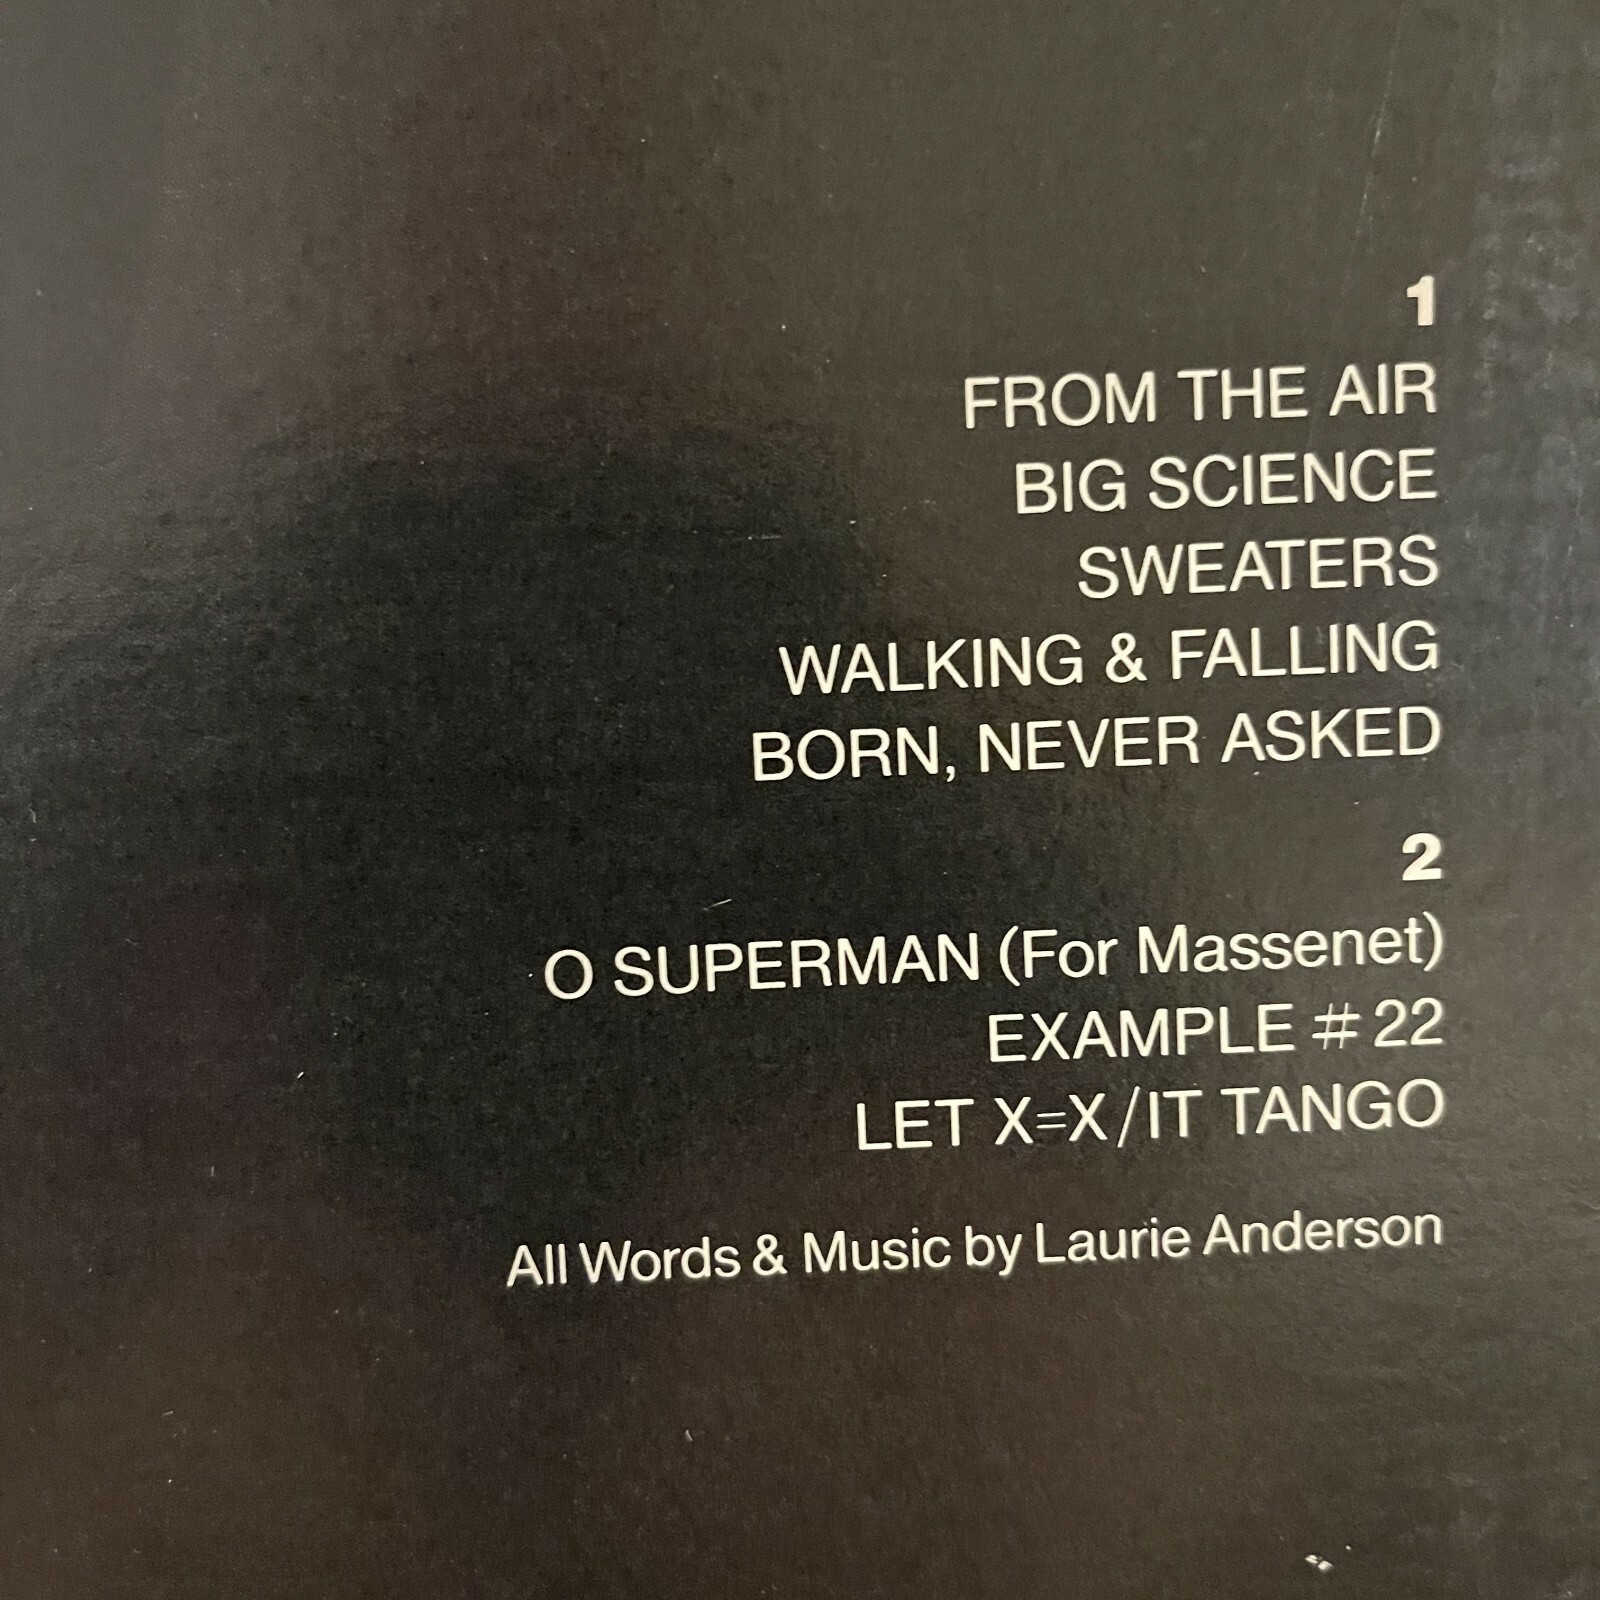 1
FROM THE AIR
BIG SCIENCE
SWEATERS
WALKING & FALLING
BORN, NEVER ASKED
2
O SUPERMAN (For Massenet)
EXAMPLE # 22
LET X=X/IT TANGO
All Words & Music by Laurie Anderson